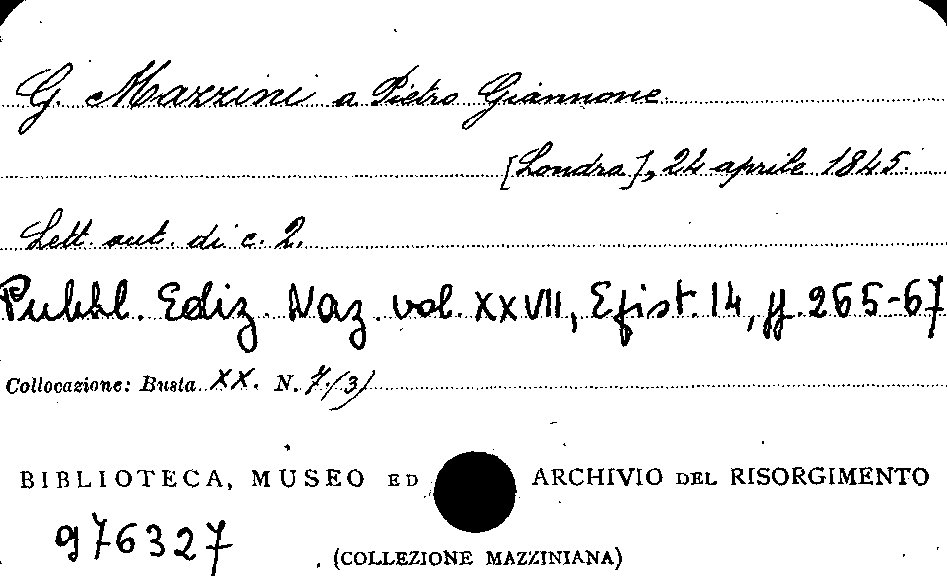 G. Mazzini a Pietro Giannone
[Londra], 24 aprile 1845.
Lett. aut. di c. 2.
Pubbl. Ediz. Naz. vol. XXVII, Epist. 14, pp. 265-67
Collocazione: Busta XX. N. 7.(3)
BIBLIOTECA, MUSEO ED ARCHIVIO DEL RISORGIMENTO
976327
(COLLEZIONE MAZZINIANA)